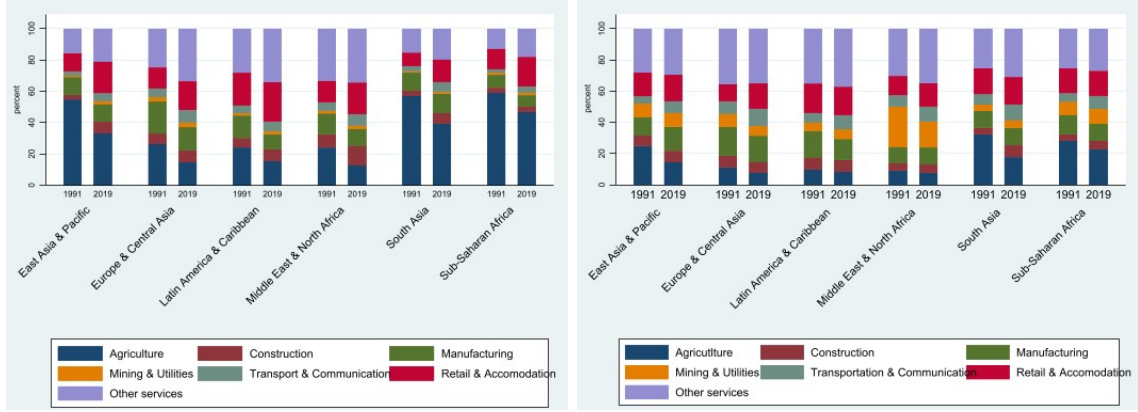 100
80
60
percent
40
20
0
1991 2019 1991 2019 1991 2019 1991 2019 1991 2019 1991 2019
East Asia & Pacific
Europe & Central Asia
Latin America & Caribbean
Middle East & North Africa
South Asia
Sub-Saharan Africa
Agriculture Construction Manufacturing
Mining & Utilities Transport & Communication Retail & Accomodation
Other services
100
80
60
percent
40
20
0
1991 2019 1991 2019 1991 2019 1991 2019 1991 2019 1991 2019
East Asia & Pacific
Europe & Central Asia
Latin America & Caribbean
Middle East & North Africa
South Asia
Sub-Saharan Africa
Agricutlture Construction Manufacturing
Mining & Utilities Transportation & Communication Retail & Accomodation
Other services